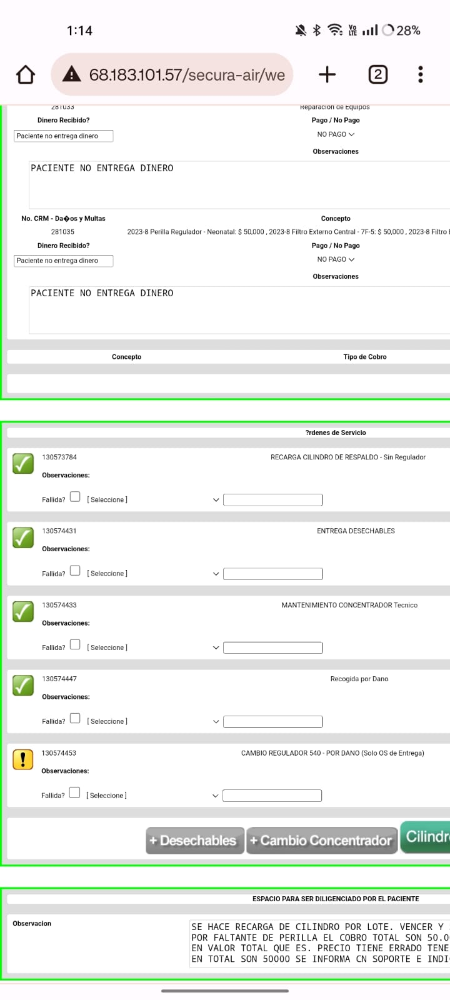 1:14
VO LTE 28%
68.183.101.57/secura-air/we
2
281033 Reparacion de Equipos
Dinero Recibido? Pago / No Pago
Paciente no entrega dinero NO PAGO
Observaciones
PACIENTE NO ENTREGA DINERO
No. CRM - Da�os y Multas Concepto
281035 2023-8 Perilla Regulador - Neonatal: $ 50,000 , 2023-8 Filtro Externo Central - 7F-5: $ 50,000 , 2023-8 Filtro
Dinero Recibido? Pago / No Pago
Paciente no entrega dinero NO PAGO
Observaciones
PACIENTE NO ENTREGA DINERO
Concepto Tipo de Cobro
?rdenes de Servicio
130573784 RECARGA CILINDRO DE RESPALDO - Sin Regulador
Observaciones:
Fallida? [ Seleccione ]
130574431 ENTREGA DESECHABLES
Observaciones:
Fallida? [ Seleccione ]
130574433 MANTENIMIENTO CONCENTRADOR Tecnico
Observaciones:
Fallida? [ Seleccione ]
130574447 Recogida por Dano
Observaciones:
Fallida? [ Seleccione ]
130574453 CAMBIO REGULADOR 540 - POR DANO (Solo OS de Entrega)
Observaciones:
Fallida? [ Seleccione ]
+ Desechables + Cambio Concentrador Cilindr
ESPACIO PARA SER DILIGENCIADO POR EL PACIENTE
Observacion
SE HACE RECARGA DE CILINDRO POR LOTE. VENCER Y
POR FALTANTE DE PERILLA EL COBRO TOTAL SON 50.0
EN VALOR TOTAL QUE ES. PRECIO TIENE ERRADO TENE
EN TOTAL SON 50000 SE INFORMA CN SOPORTE E INDI